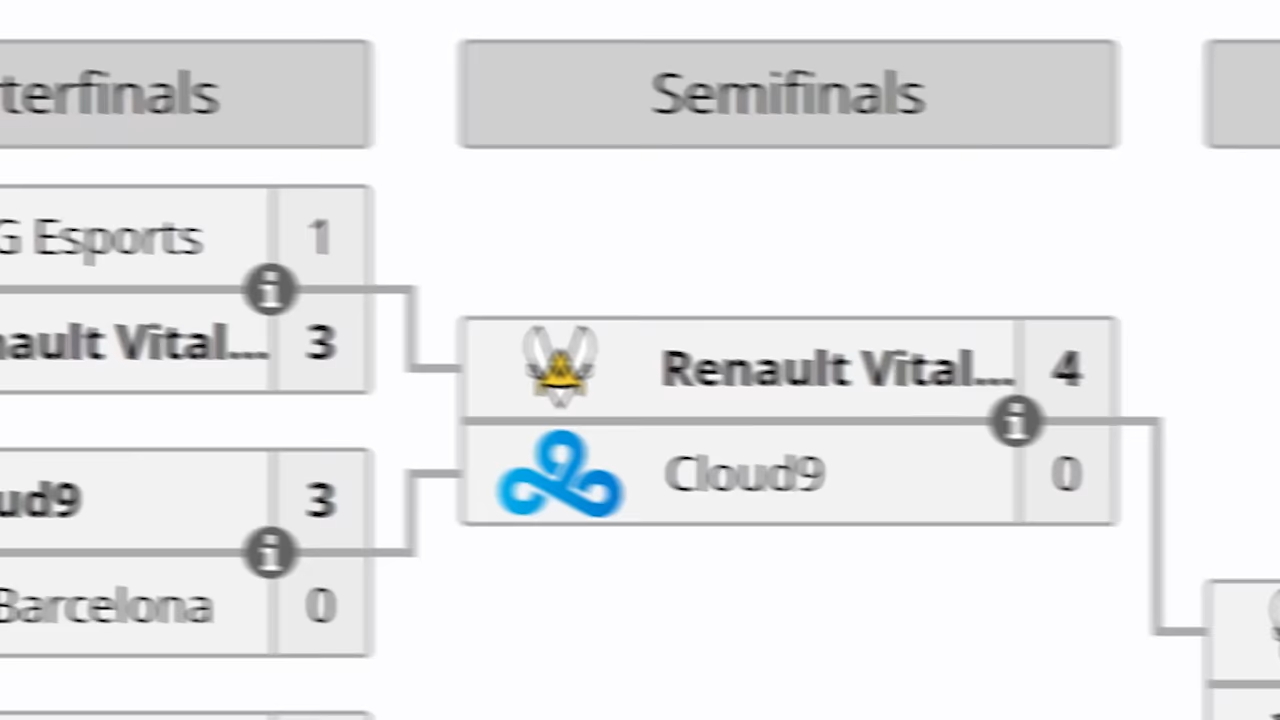 terfinals
Semifinals
G Esports 1
nault Vital... 3
Renault Vital... 4
Cloud9 0
ud9 3
Barcelona 0